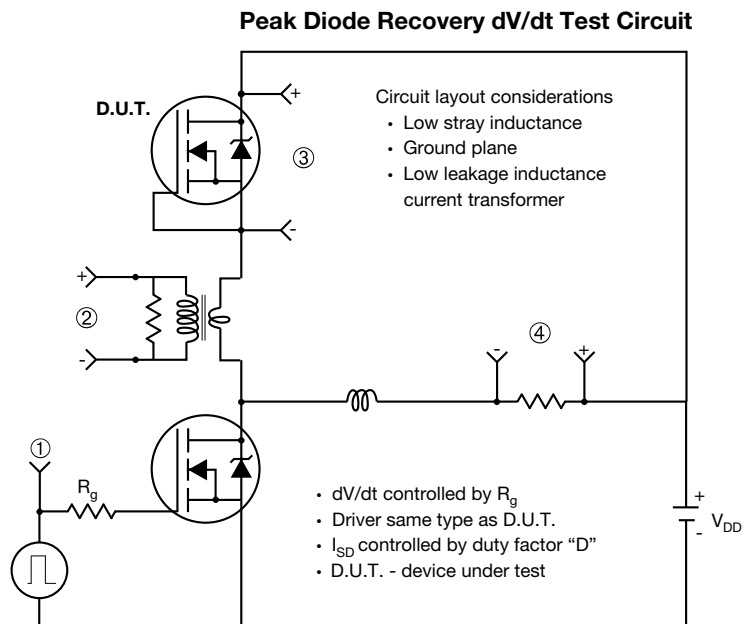 Peak Diode Recovery dV/dt Test Circuit
D.U.T.
+
③
-
Circuit layout considerations
• Low stray inductance
• Ground plane
• Low leakage inductance
current transformer
+
②
-
-
④
+
①
Rg
• dV/dt controlled by Rg
• Driver same type as D.U.T.
• ISD controlled by duty factor “D”
• D.U.T. - device under test
+
VDD
-